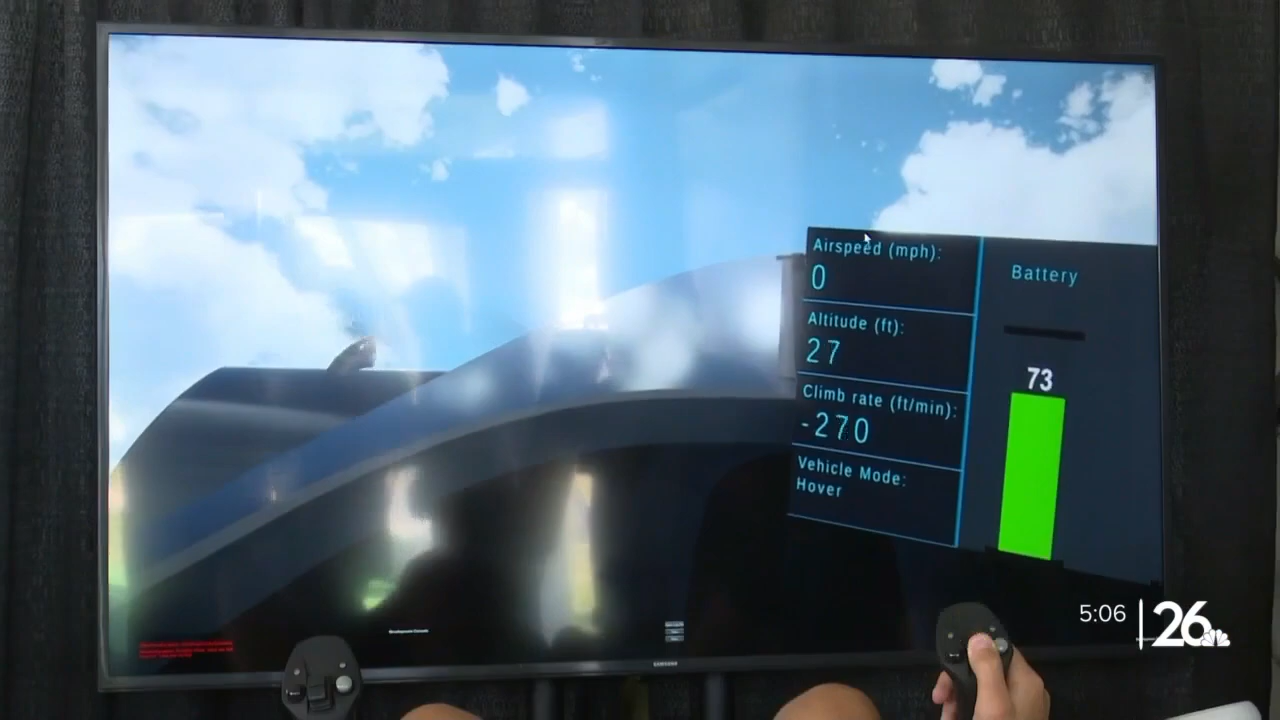 Airspeed (mph):
0
Altitude (ft):
27
Climb rate (ft/min):
-270
Vehicle Mode:
Hover
Battery
73
SAMSUNG
5:06
26